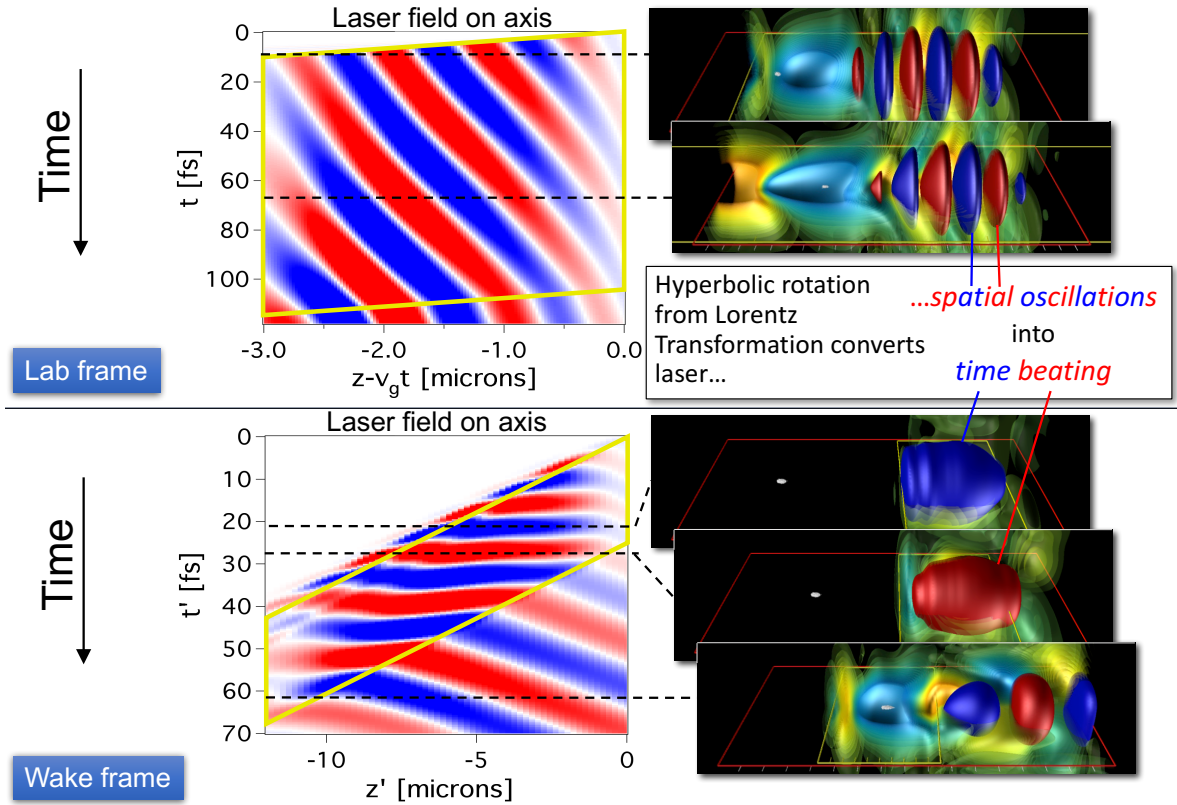 Laser field on axis
0
20
40
60
80
100
t [fs]
Time
-3.0
-2.0
-1.0
0.0
z-vgt [microns]
Lab frame
Hyperbolic rotation
from Lorentz
Transformation converts
laser…
…spatial oscillations
into
time beating
Laser field on axis
0
10
20
30
40
50
60
70
t' [fs]
Time
-10
-5
0
z' [microns]
Wake frame